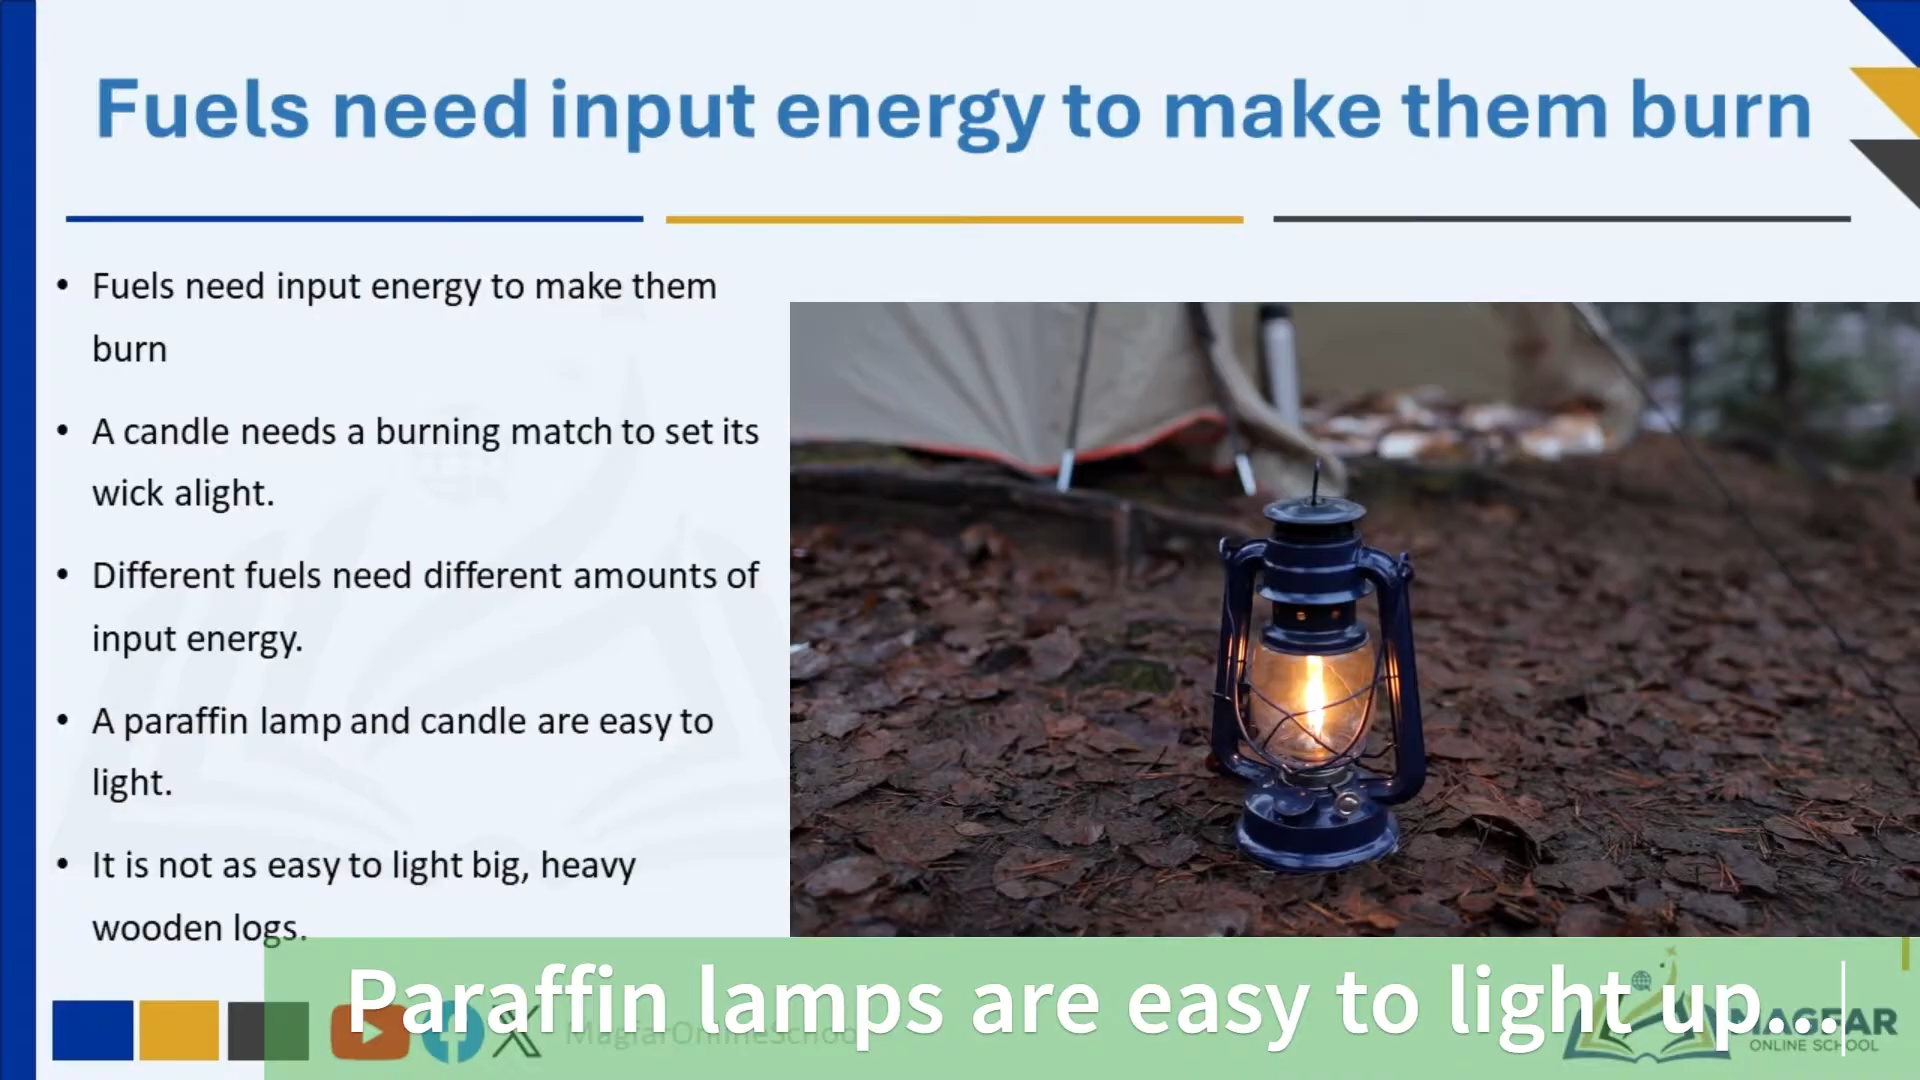 Fuels need input energy to make them burn
• Fuels need input energy to make them
burn
• A candle needs a burning match to set its
wick alight.
• Different fuels need different amounts of
input energy.
• A paraffin lamp and candle are easy to
light.
• It is not as easy to light big, heavy
wooden logs.
Paraffin lamps are easy to light up...
MagfarOnlineSchool
MAGFAR
ONLINE SCHOOL